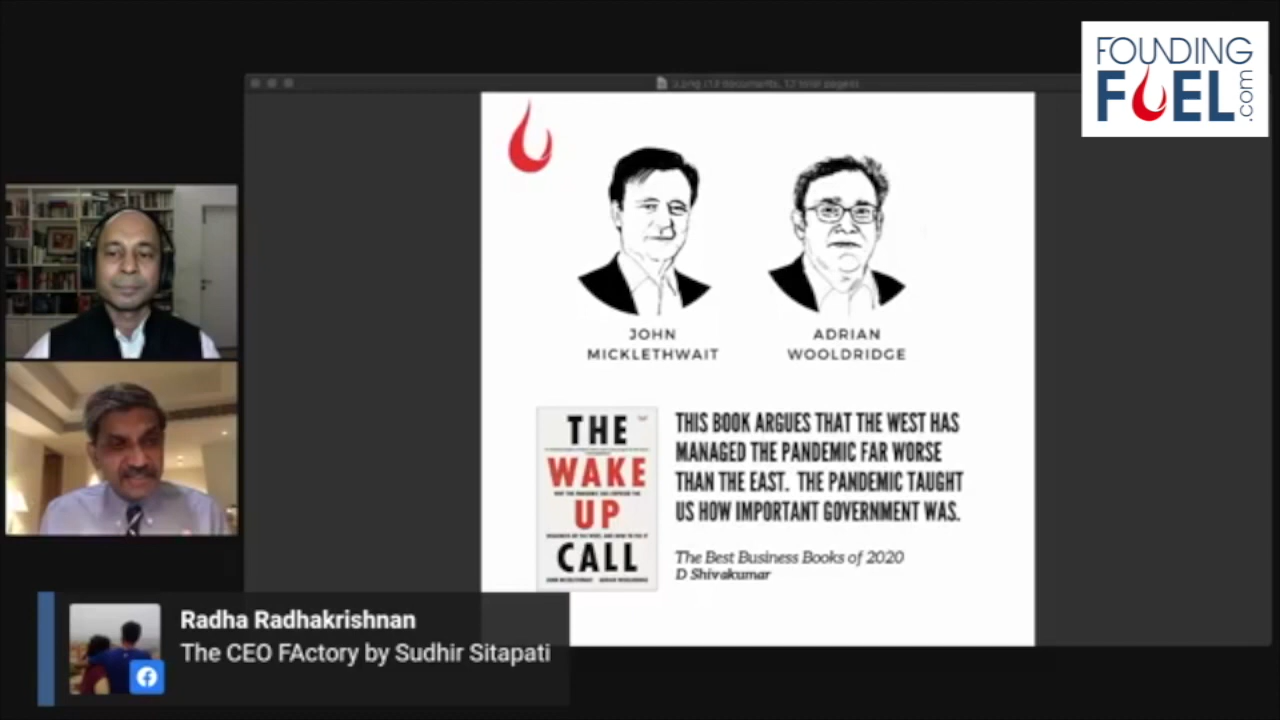 FOUNDING
FUEL
.com
JOHN
MICKLETHWAIT
ADRIAN
WOOLDRIDGE
THE
WAKE
UP
CALL
THIS BOOK ARGUES THAT THE WEST HAS
MANAGED THE PANDEMIC FAR WORSE
THAN THE EAST. THE PANDEMIC TAUGHT
US HOW IMPORTANT GOVERNMENT WAS.
The Best Business Books of 2020
D Shivakumar
Radha Radhakrishnan
The CEO FActory by Sudhir Sitapati